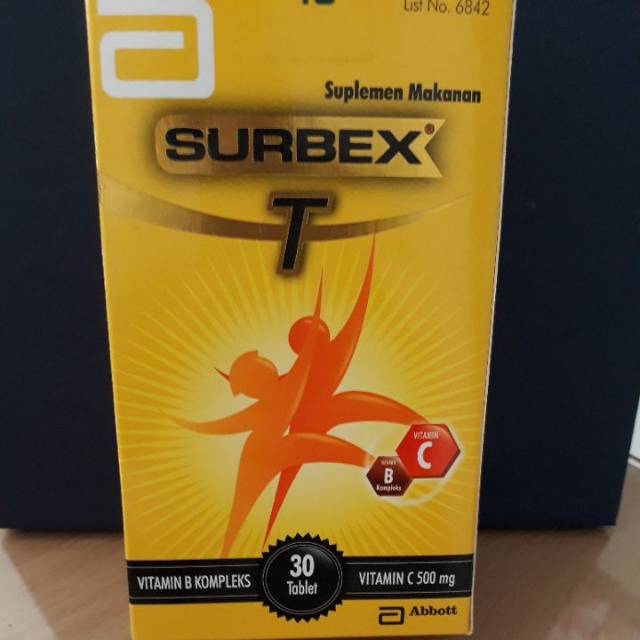 List No. 6842
Suplemen Makanan
SURBEX®
T
VITAMIN
C
B
Kompleks
VITAMIN B KOMPLEKS
30
Tablet
VITAMIN C 500 mg
Abbott